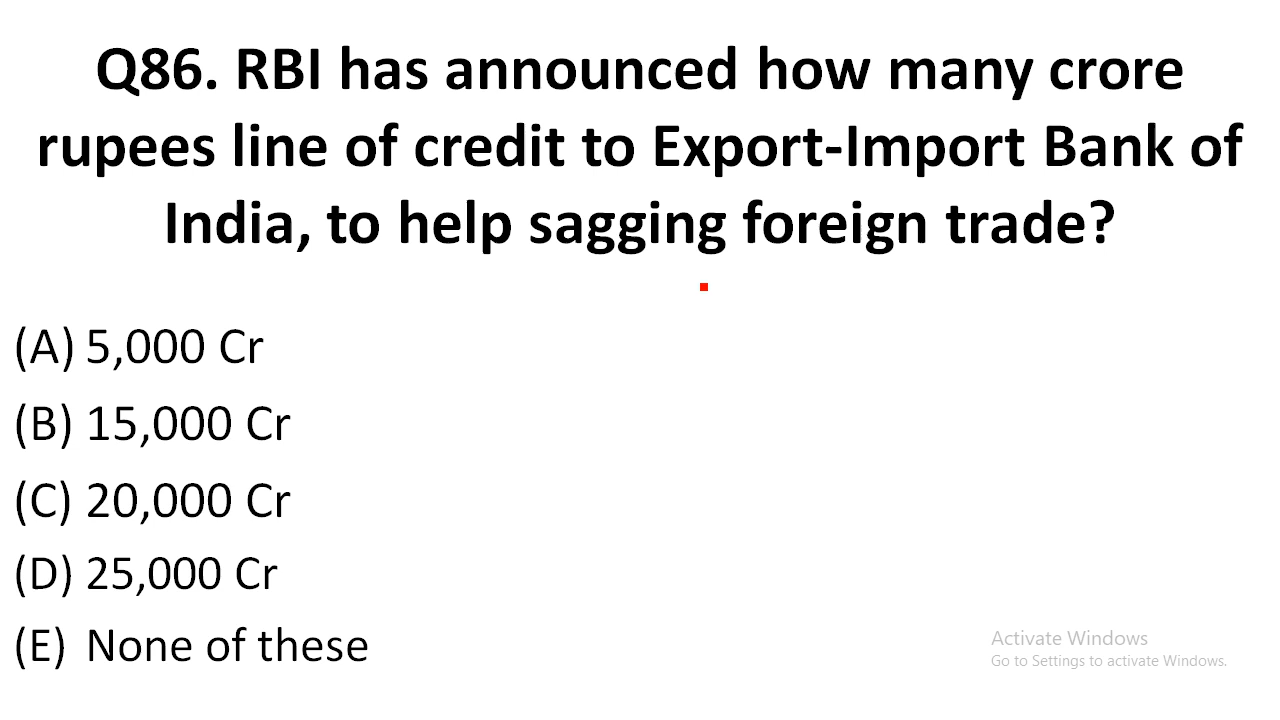 Q86. RBI has announced how many crore
rupees line of credit to Export-Import Bank of
India, to help sagging foreign trade?
(A) 5,000 Cr
(B) 15,000 Cr
(C) 20,000 Cr
(D) 25,000 Cr
(E) None of these
Activate Windows
Go to Settings to activate Windows.